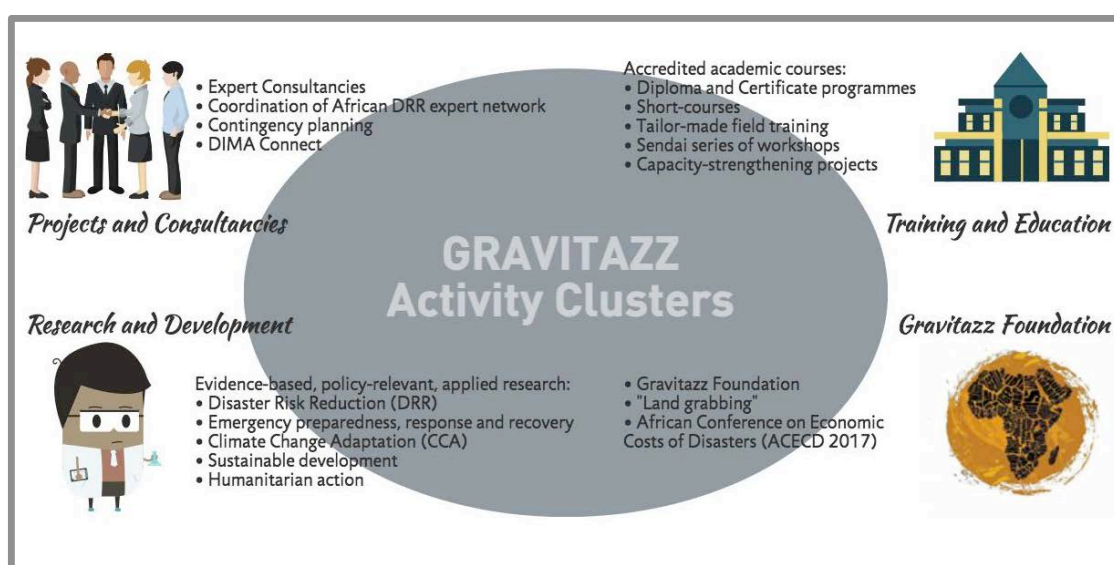 • Expert Consultancies
• Coordination of African DRR expert network
• Contingency planning
• DIMA Connect
Projects and Consultancies
Accredited academic courses:
• Diploma and Certificate programmes
• Short-courses
• Tailor-made field training
• Sendai series of workshops
• Capacity-strengthening projects
Training and Education
GRAVITAZZ
Activity Clusters
Research and Development
Evidence-based, policy-relevant, applied research:
• Disaster Risk Reduction (DRR)
• Emergency preparedness, response and recovery
• Climate Change Adaptation (CCA)
• Sustainable development
• Humanitarian action
Gravitazz Foundation
• Gravitazz Foundation
• "Land grabbing"
• African Conference on Economic
Costs of Disasters (ACECD 2017)